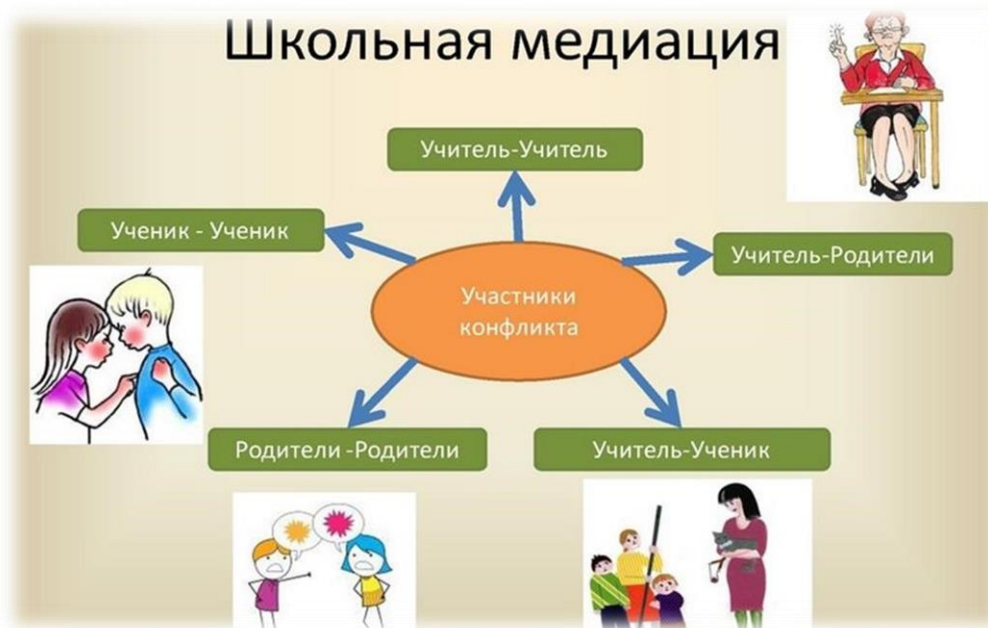 Школьная медиация
Учитель-Учитель
Ученик - Ученик
Учитель-Родители
Участники
конфликта
Родители -Родители
Учитель-Ученик